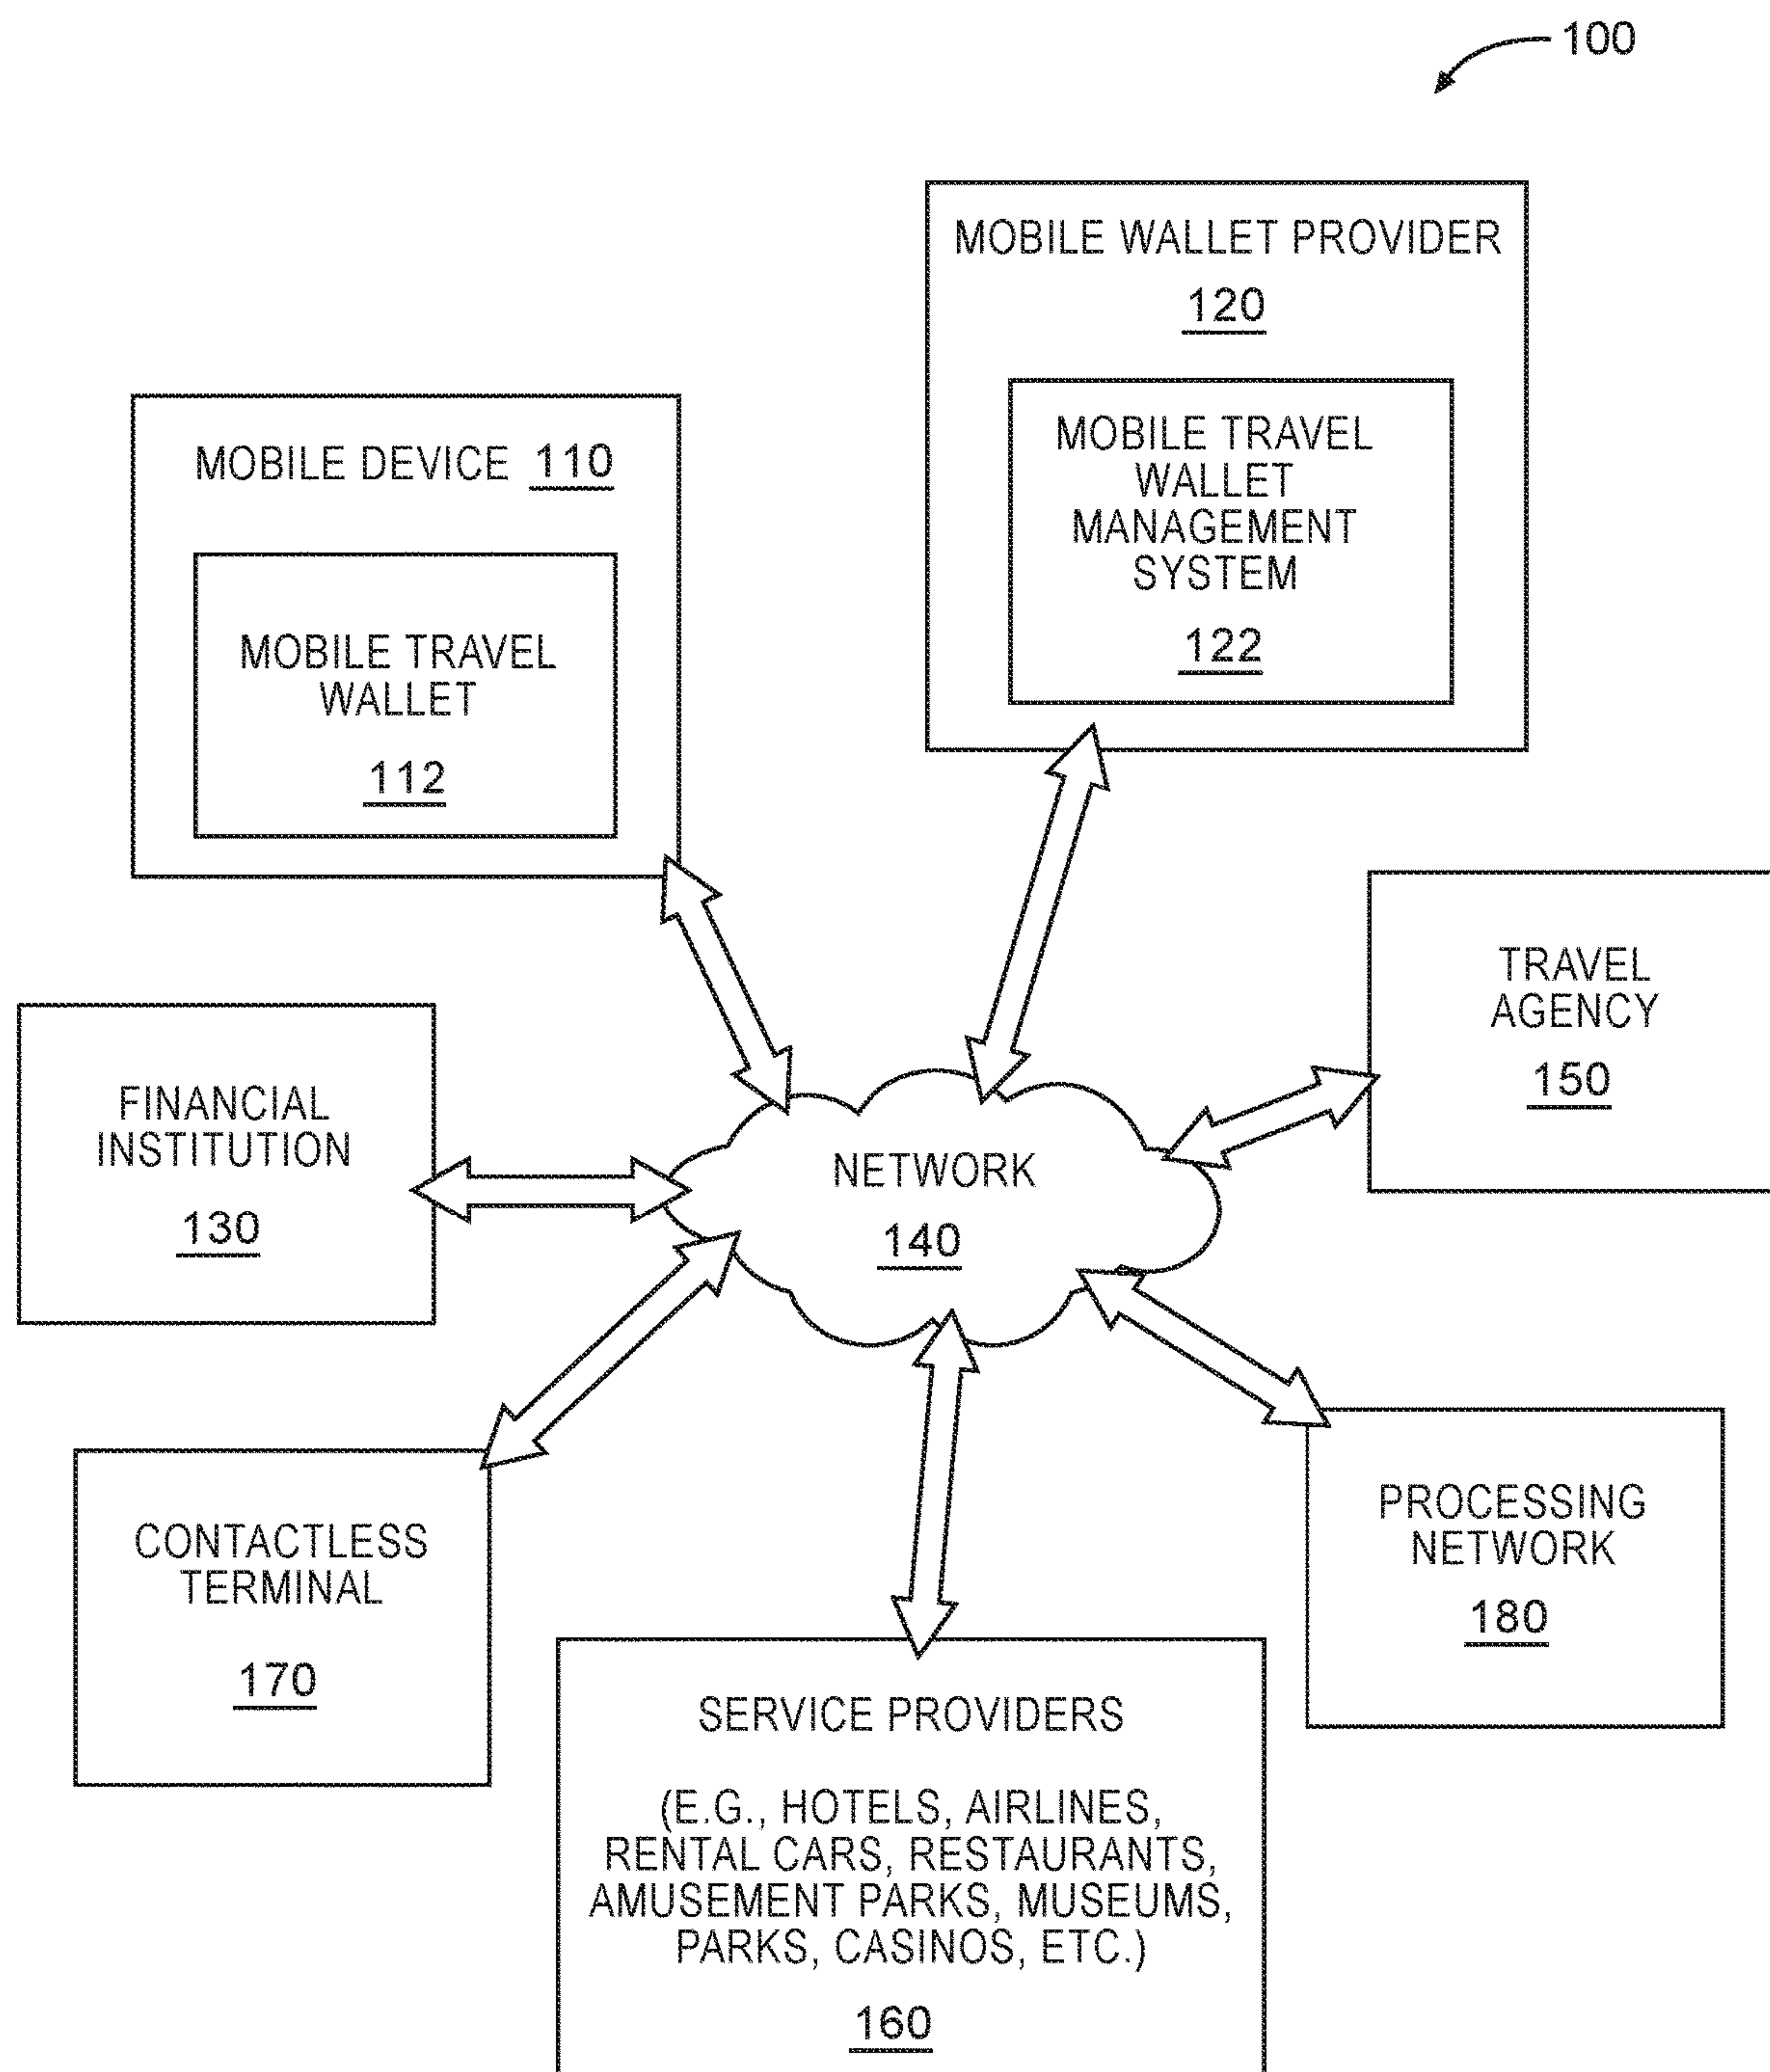 100
MOBILE WALLET PROVIDER
120
MOBILE TRAVEL
WALLET
MANAGEMENT
SYSTEM
122
MOBILE DEVICE 110
MOBILE TRAVEL
WALLET
112
TRAVEL
AGENCY
150
FINANCIAL
INSTITUTION
130
NETWORK
140
CONTACTLESS
TERMINAL
170
PROCESSING
NETWORK
180
SERVICE PROVIDERS
(E.G., HOTELS, AIRLINES,
RENTAL CARS, RESTAURANTS,
AMUSEMENT PARKS, MUSEUMS,
PARKS, CASINOS, ETC.)
160